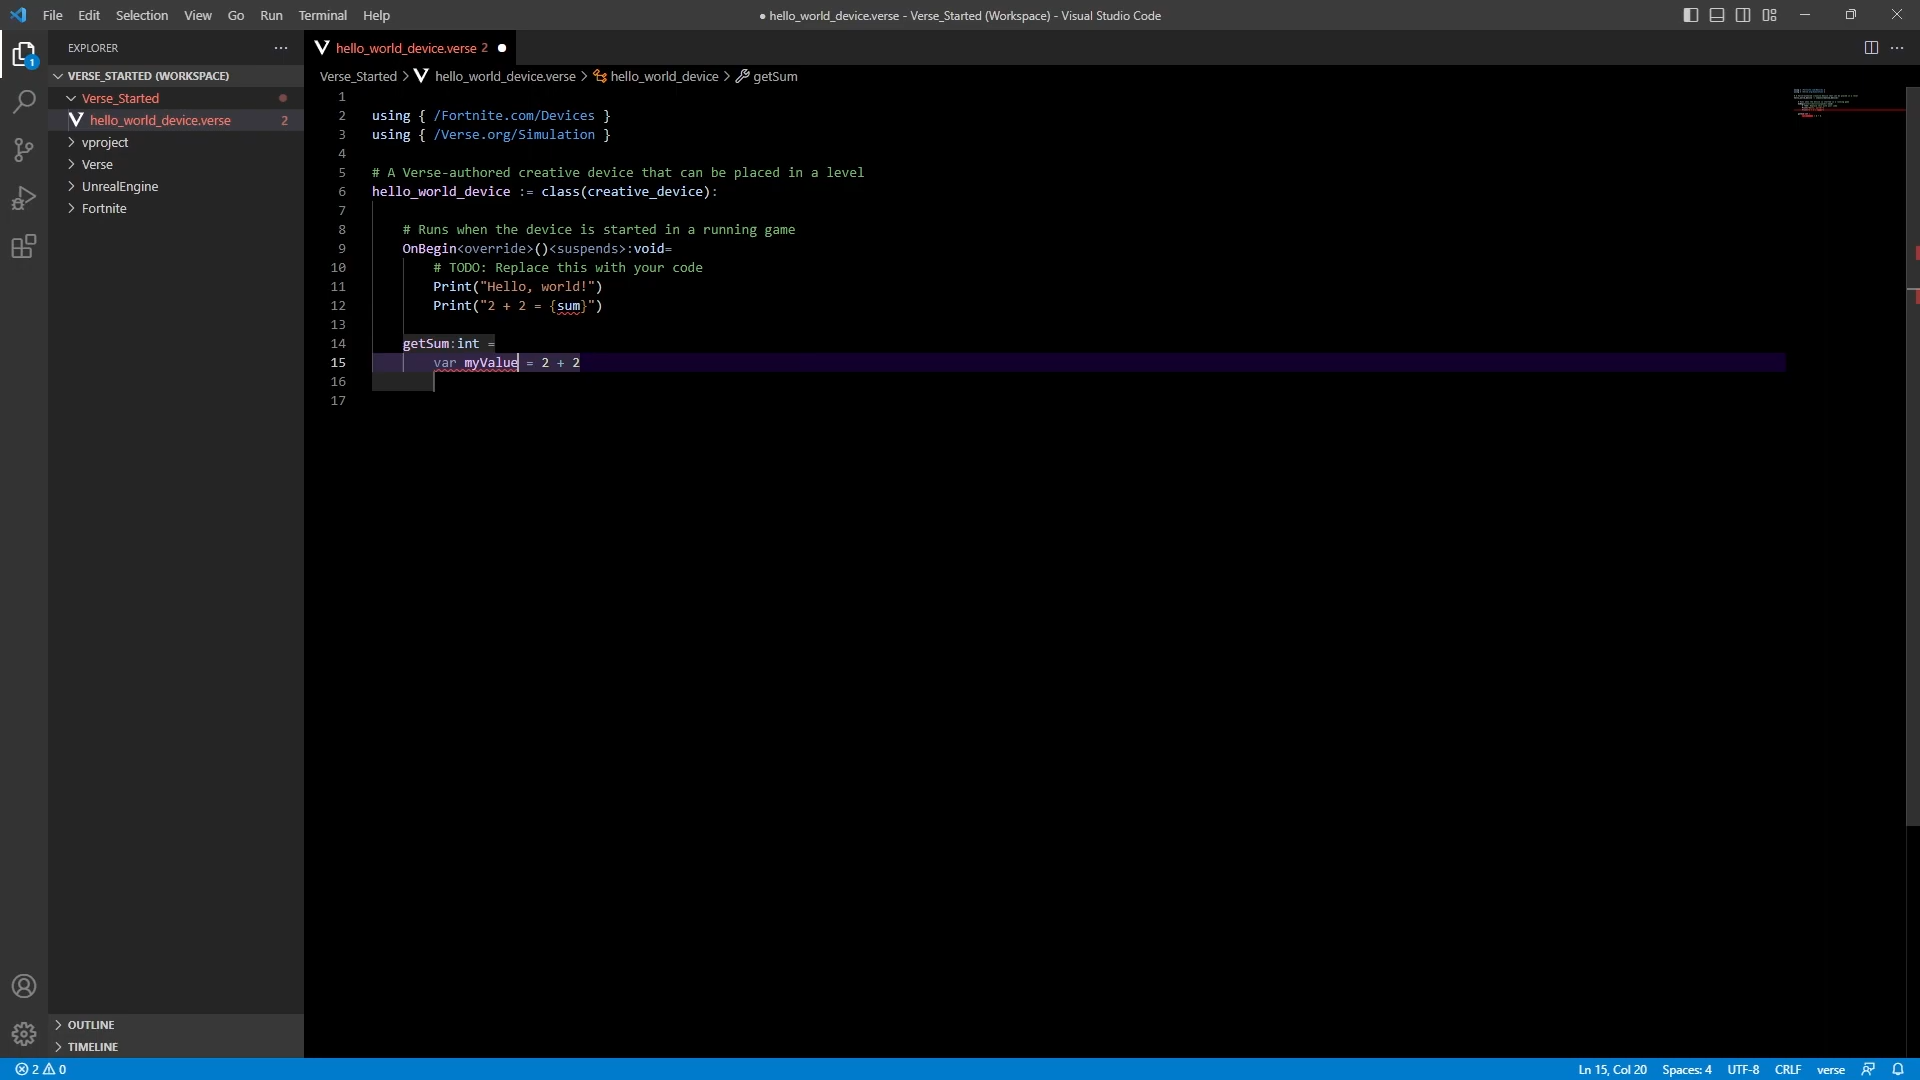 File Edit Selection View Go Run Terminal Help
● hello_world_device.verse - Verse_Started (Workspace) - Visual Studio Code
EXPLORER
VERSE_STARTED (WORKSPACE)
Verse_Started
hello_world_device.verse 2
vproject
Verse
UnrealEngine
Fortnite
OUTLINE
TIMELINE
1
hello_world_device.verse 2
Verse_Started > hello_world_device.verse > hello_world_device > getSum
1
2 using { /Fortnite.com/Devices }
3 using { /Verse.org/Simulation }
4
5 # A Verse-authored creative device that can be placed in a level
6 hello_world_device := class(creative_device):
7
8 # Runs when the device is started in a running game
9 OnBegin<override>()<suspends>:void=
10 # TODO: Replace this with your code
11 Print("Hello, world!")
12 Print("2 + 2 = {sum}")
13
14 getSum:int =
15 var myValue = 2 + 2
16
17
2 0
Ln 15, Col 20 Spaces: 4 UTF-8 CRLF verse